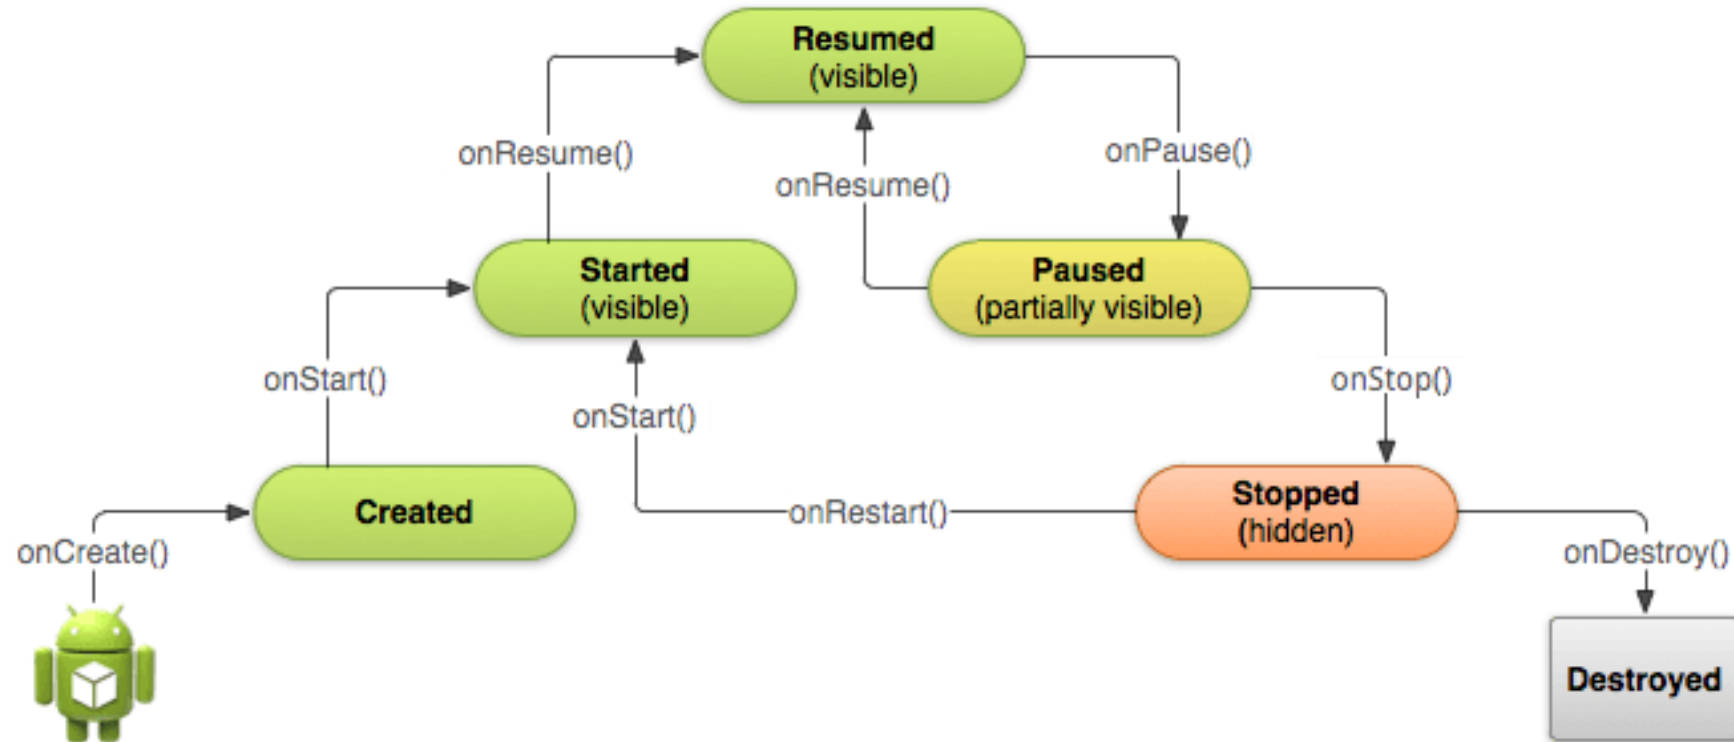 Resumed
(visible)
onResume()
onPause()
onResume()
Started
(visible)
Paused
(partially visible)
onStart()
onStart()
onStop()
Created
onRestart()
Stopped
(hidden)
onCreate()
onDestroy()
Destroyed